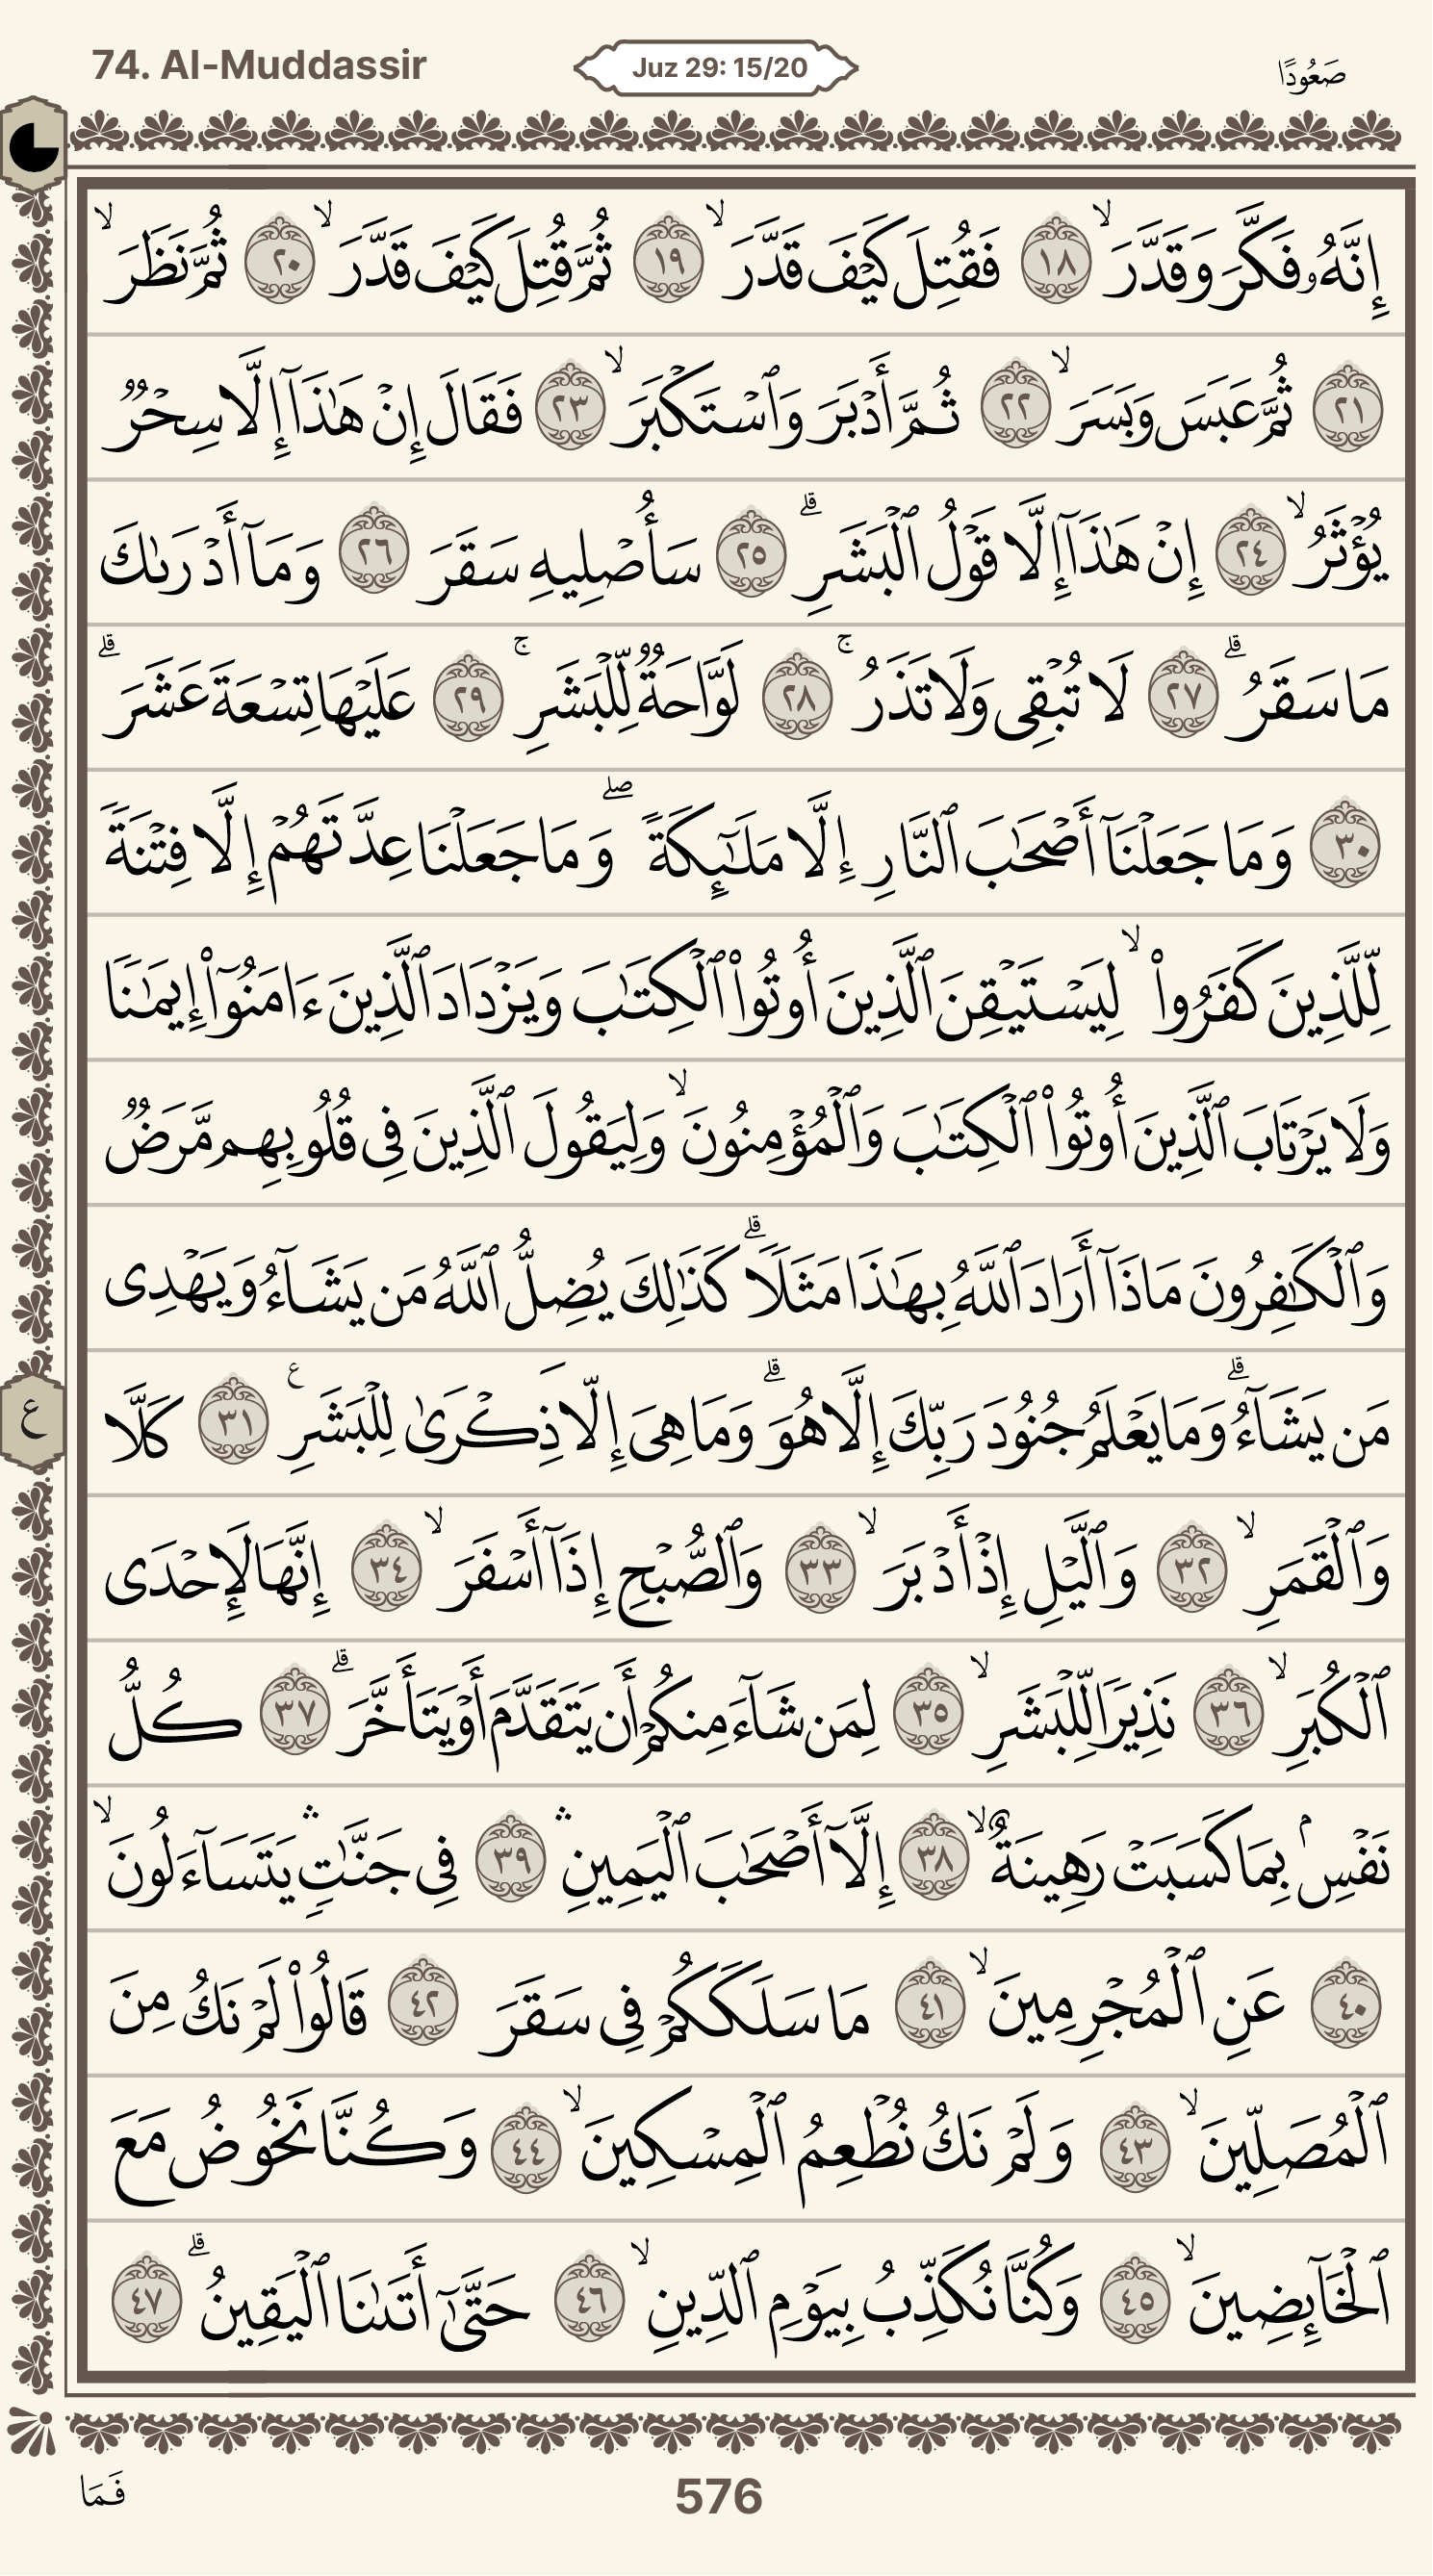 74. Al-Muddassir
Juz 29: 15/20
صَعُودًا
إِنَّهُۥ فَكَّرَ وَقَدَّرَ ۙ ١٨ فَقُتِلَ كَيۡفَ قَدَّرَ ۙ ١٩ ثُمَّ قُتِلَ كَيۡفَ قَدَّرَ ۙ ٢٠ ثُمَّ نَظَرَ ۙ
٢١ ثُمَّ عَبَسَ وَبَسَرَ ۙ ٢٢ ثُمَّ أَدۡبَرَ وَٱسۡتَكۡبَرَ ۙ ٢٣ فَقَالَ إِنۡ هَـٰذَآ إِلَّا سِحۡرٌ
يُؤۡثَرُ ۙ ٢٤ إِنۡ هَـٰذَآ إِلَّا قَوۡلُ ٱلۡبَشَرِ ۗ ٢٥ سَأُصۡلِيهِ سَقَرَ ٢٦ وَمَآ أَدۡرَىٰكَ
مَا سَقَرُ ۗ ٢٧ لَا تُبۡقِى وَلَا تَذَرُ ۚ ٢٨ لَوَّاحَةٌ لِّلۡبَشَرِ ۚ ٢٩ عَلَيۡهَا تِسۡعَةَ عَشَرَ ۗ
٣٠ وَمَا جَعَلۡنَآ أَصۡحَـٰبَ ٱلنَّارِ إِلَّا مَلَـٰٓئِكَةً ۖ وَمَا جَعَلۡنَا عِدَّتَهُمۡ إِلَّا فِتۡنَةً
لِّلَّذِينَ كَفَرُواْ ۙ لِيَسۡتَيۡقِنَ ٱلَّذِينَ أُوتُواْ ٱلۡكِتَـٰبَ وَيَزۡدَادَ ٱلَّذِينَ ءَامَنُوٓاْ إِيمَـٰنًا
وَلَا يَرۡتَابَ ٱلَّذِينَ أُوتُواْ ٱلۡكِتَـٰبَ وَٱلۡمُؤۡمِنُونَ ۙ وَلِيَقُولَ ٱلَّذِينَ فِى قُلُوبِهِم مَّرَضٌ
وَٱلۡكَـٰفِرُونَ مَاذَآ أَرَادَ ٱللَّهُ بِهَـٰذَا مَثَلًا ۗ كَذَٰلِكَ يُضِلُّ ٱللَّهُ مَن يَشَآءُ وَيَهۡدِى
مَن يَشَآءُ ۗ وَمَا يَعۡلَمُ جُنُودَ رَبِّكَ إِلَّا هُوَ ۗ وَمَا هِىَ إِلَّا ذِكۡرَىٰ لِلۡبَشَرِ ع ٣١ كَلَّا
وَٱلۡقَمَرِ ۙ ٣٢ وَٱلَّيۡلِ إِذۡ أَدۡبَرَ ۙ ٣٣ وَٱلصُّبۡحِ إِذَآ أَسۡفَرَ ۙ ٣٤ إِنَّهَا لَإِحۡدَى
ٱلۡكُبَرِ ۙ ٣٦ نَذِيرًا لِّلۡبَشَرِ ۙ ٣٥ لِمَن شَآءَ مِنكُمۡ أَن يَتَقَدَّمَ أَوۡ يَتَأَخَّرَ ۗ ٣٧ كُلُّ
نَفۡسِۭ بِمَا كَسَبَتۡ رَهِينَةٌ ۙ ٣٨ إِلَّآ أَصۡحَـٰبَ ٱلۡيَمِينِ ۛ ٣٩ فِى جَنَّـٰتٍ ۛ يَتَسَآءَلُونَ ۙ
٤٠ عَنِ ٱلۡمُجۡرِمِينَ ۙ ٤١ مَا سَلَكَكُمۡ فِى سَقَرَ ٤٢ قَالُواْ لَمۡ نَكُ مِنَ
ٱلۡمُصَلِّينَ ۙ ٤٣ وَلَمۡ نَكُ نُطۡعِمُ ٱلۡمِسۡكِينَ ۙ ٤٤ وَكُنَّا نَخُوضُ مَعَ
ٱلۡخَآئِضِينَ ۙ ٤٥ وَكُنَّا نُكَذِّبُ بِيَوۡمِ ٱلدِّينِ ۙ ٤٦ حَتَّىٰٓ أَتَىٰنَا ٱلۡيَقِينُ ۗ ٤٧
ع
فَمَا
576